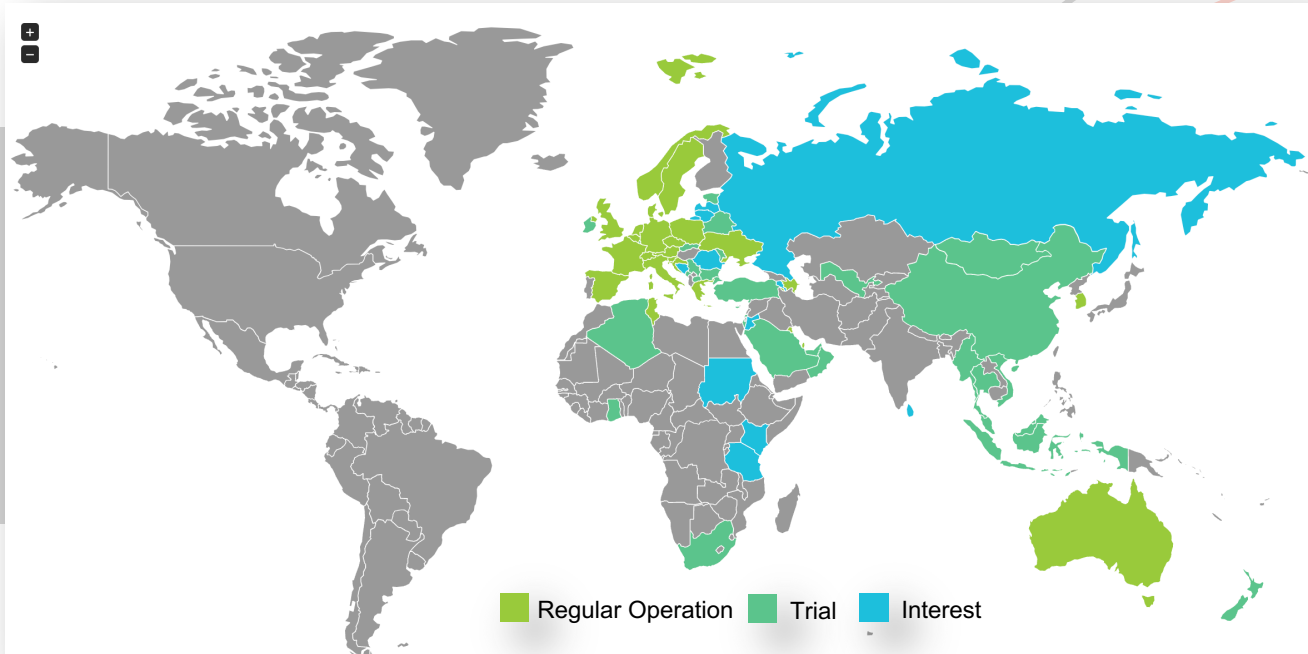 +
−
Regular Operation
Trial
Interest